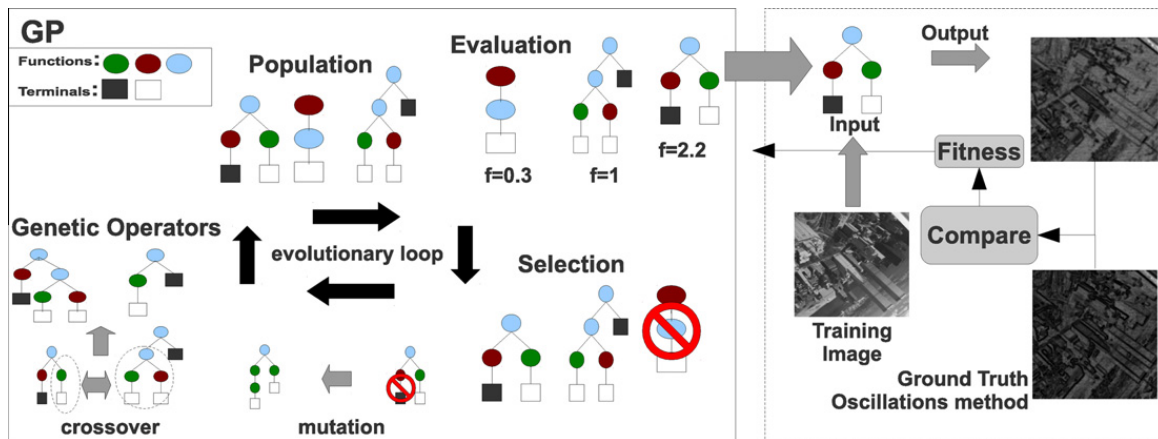 GP
Functions:
Terminals:
Population
Evaluation
f=0.3
f=1
f=2.2
Genetic Operators
evolutionary loop
Selection
crossover
mutation
Output
Input
Fitness
Compare
Training
Image
Ground Truth
Oscillations method